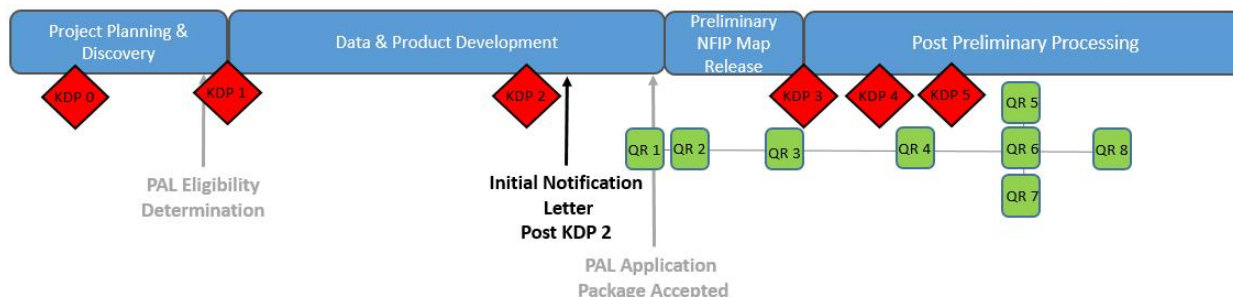 Project Planning &
Discovery
Data & Product Development
Preliminary
NFIP Map
Release
Post Preliminary Processing
KDP 0
KDP 1
KDP 2
KDP 3
KDP 4
KDP 5
QR 1
QR 2
QR 3
QR 4
QR 5
QR 6
QR 7
QR 8
PAL Eligibility
Determination
Initial Notification
Letter
Post KDP 2
PAL Application
Package Accepted